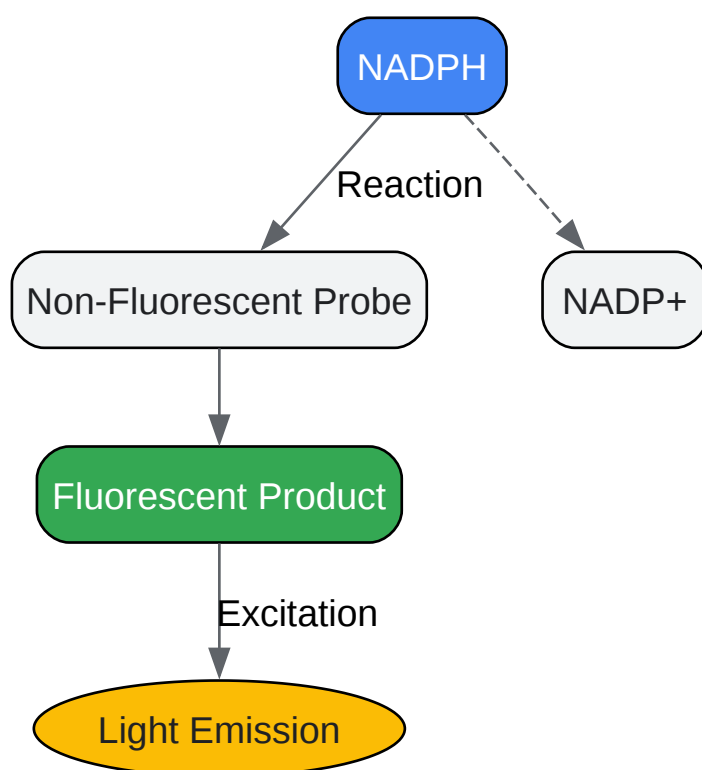 NADPH
Reaction
Non-Fluorescent Probe
NADP+
Fluorescent Product
Excitation
Light Emission